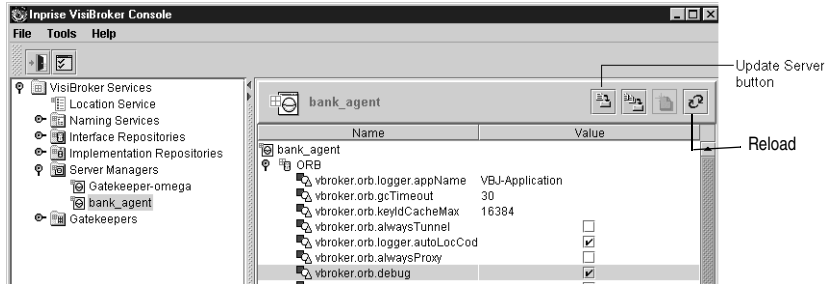 Inprise VisiBroker Console
File Tools Help
VisiBroker Services
Location Service
Naming Services
Interface Repositories
Implementation Repositories
Server Managers
Gatekeeper-omega
bank_agent
Gatekeepers
bank_agent
Update Server
button
Reload
Name Value
bank_agent
ORB
vbroker.orb.logger.appName VBJ-Application
vbroker.orb.gcTimeout 30
vbroker.orb.keyIdCacheMax 16384
vbroker.orb.alwaysTunnel
vbroker.orb.logger.autoLocCod
vbroker.orb.alwaysProxy
vbroker.orb.debug